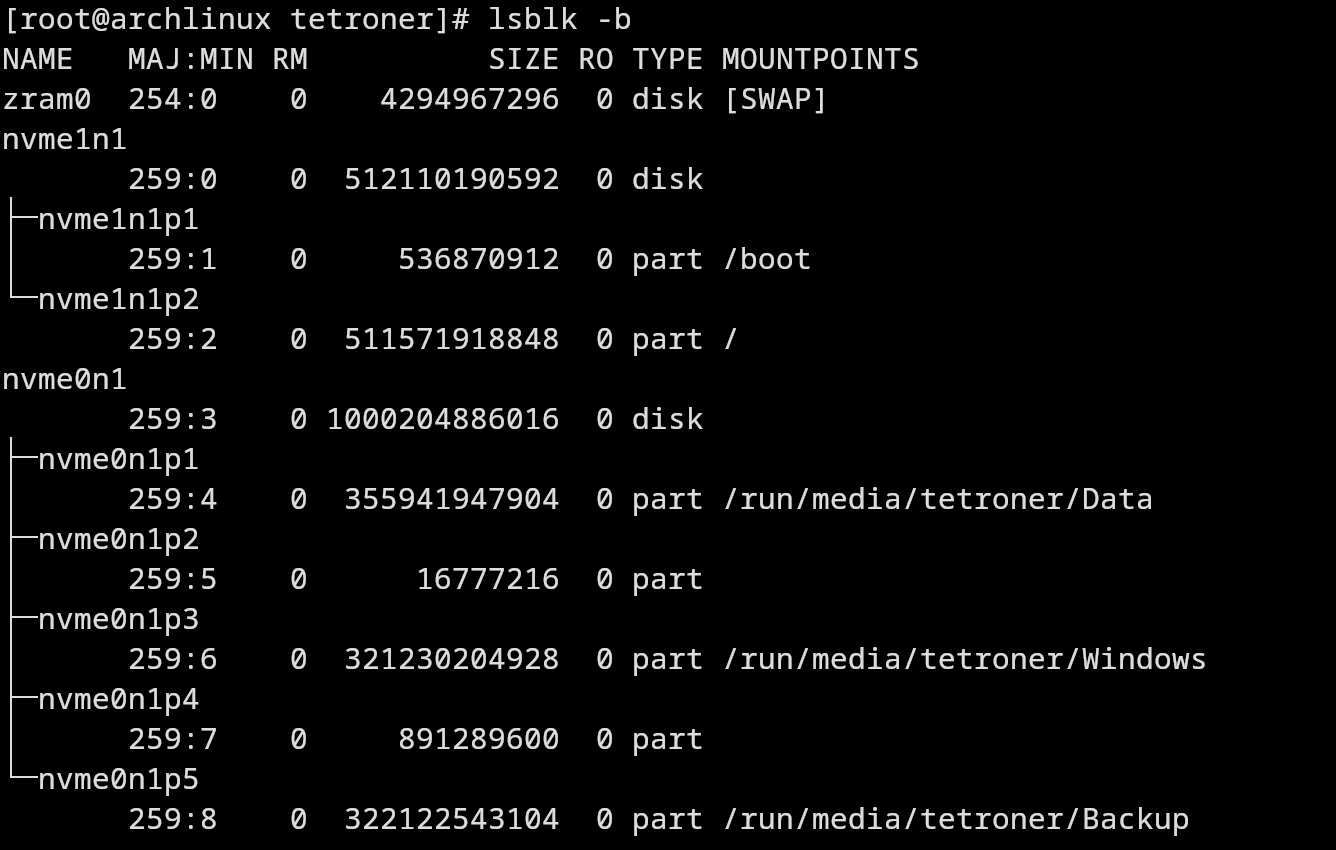 [root@archlinux tetroner]# lsblk -b
NAME   MAJ:MIN RM          SIZE RO TYPE MOUNTPOINTS
zram0  254:0    0    4294967296  0 disk [SWAP]
nvme1n1
       259:0    0  512110190592  0 disk
├─nvme1n1p1
│      259:1    0     536870912  0 part /boot
└─nvme1n1p2
       259:2    0  511571918848  0 part /
nvme0n1
       259:3    0 1000204886016  0 disk
├─nvme0n1p1
│      259:4    0  355941947904  0 part /run/media/tetroner/Data
├─nvme0n1p2
│      259:5    0      16777216  0 part
├─nvme0n1p3
│      259:6    0  321230204928  0 part /run/media/tetroner/Windows
├─nvme0n1p4
│      259:7    0     891289600  0 part
└─nvme0n1p5
       259:8    0  322122543104  0 part /run/media/tetroner/Backup